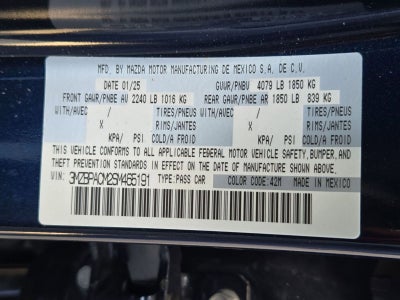 MFD. BY MAZDA MOTOR MANUFACTURING DE MEXICO S.A. DE C.V.
DATE 01/25 GVWR/PNBV 4079 LB 1850 KG
FRONT GAWR/PNBE AV 2240 LB 1016 KG REAR GAWR/PNBE AR 1850 LB 839 KG
WITH/AVEC / TIRES/PNEUS WITH/AVEC / TIRES/PNEUS
X RIMS/JANTES X RIMS/JANTES
KPA/ PSI COLD/A FROID KPA/ PSI COLD/A FROID
THIS VEHICLE CONFORMS TO ALL APPLICABLE FEDERAL MOTOR VEHICLE SAFETY, BUMPER, AND
THEFT PREVENTION STANDARDS IN EFFECT ON THE DATE OF MANUFACTURE SHOWN ABOVE.
VIN: 3MZBPACM2SM465191 TYPE:PASS CAR COLOR CODE:42M MADE IN MEXICO